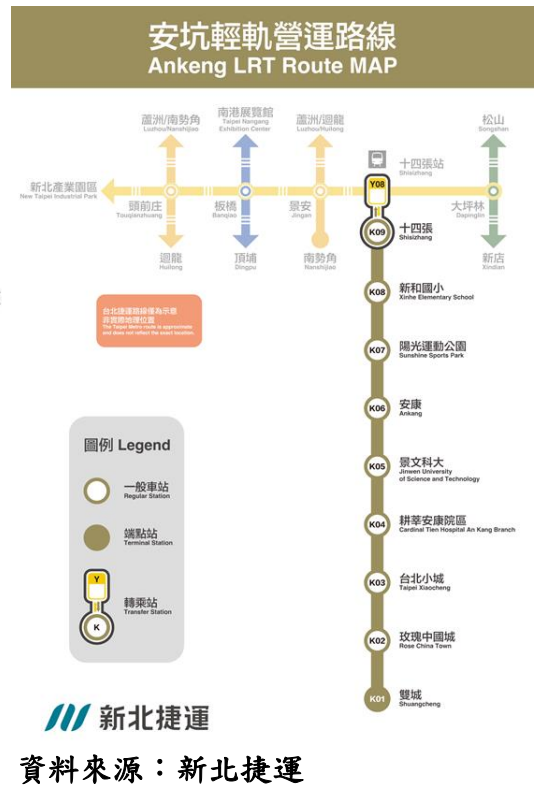 安坑輕軌營運路線
Ankeng LRT Route MAP
蘆洲/南勢角
Luzhou/Nanshijiao
南港展覽館
Taipei Nangang
Exhibition Center
蘆洲/迴龍
Luzhou/Huilong
松山
Songshan
十四張站
Shisizhang
新北產業園區
New Taipei Industrial Park
Y08
頭前庄
Touqianzhuang
板橋
Banqiao
景安
Jingan
大坪林
Dapinglin
K09
十四張
Shisizhang
迴龍
Huilong
頂埔
Dingpu
南勢角
Nanshijiao
新店
Xindian
K08
新和國小
Xinhe Elementary School
台北捷運路線僅為示意
非實際地理位置
The Taipei Metro route is approximate
and does not reflect the exact location.
K07
陽光運動公園
Sunshine Sports Park
K06
安康
Ankang
圖例 Legend
K05
景文科大
Jinwen University
of Science and Technology
一般車站
Regular Station
K04
耕莘安康院區
Cardinal Tien Hospital An Kang Branch
端點站
Terminal Station
K03
台北小城
Taipei Xiaocheng
Y
K
轉乘站
Transfer Station
K02
玫瑰中國城
Rose China Town
K01
雙城
Shuangcheng
新北捷運
資料來源：新北捷運